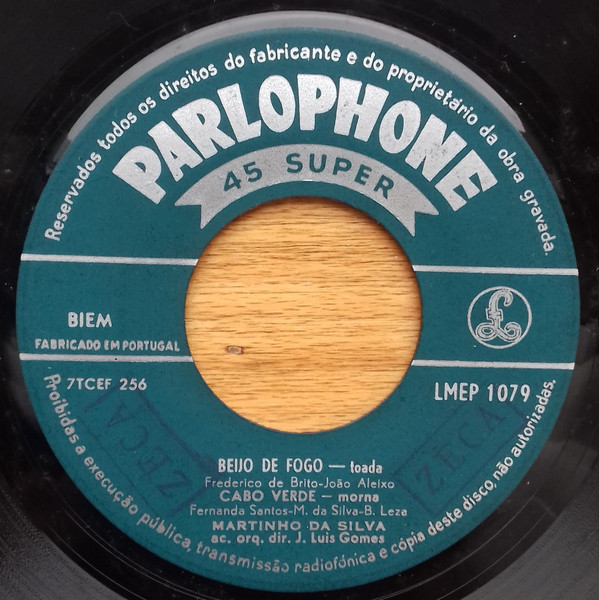 Reservados todos os direitos do fabricante e do proprietário da obra gravada.
PARLOPHONE
45 SUPER
BIEM
FABRICADO EM PORTUGAL
£
7TCEF 256
LMEP 1079
ZECA
ZECA
BEIJO DE FOGO — toada
Frederico de Brito-João Aleixo
CABO VERDE — morna
Fernanda Santos-M. da Silva-B. Leza
MARTINHO DA SILVA
ac. orq. dir. J. Luis Gomes
Proibidas a execução pública, transmissão radiofónica e cópia deste disco, não autorizadas.